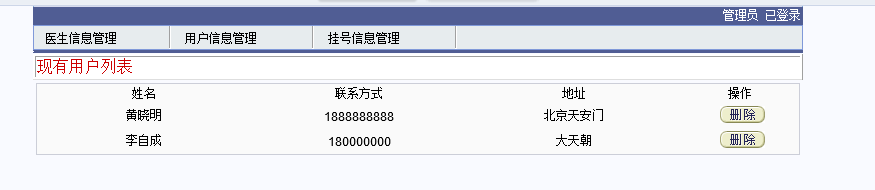 管理员 已登录
医生信息管理 用户信息管理 挂号信息管理
现有用户列表
姓名 联系方式 地址 操作
黄晓明 1888888888 北京天安门 删除
李自成 180000000 大天朝 删除